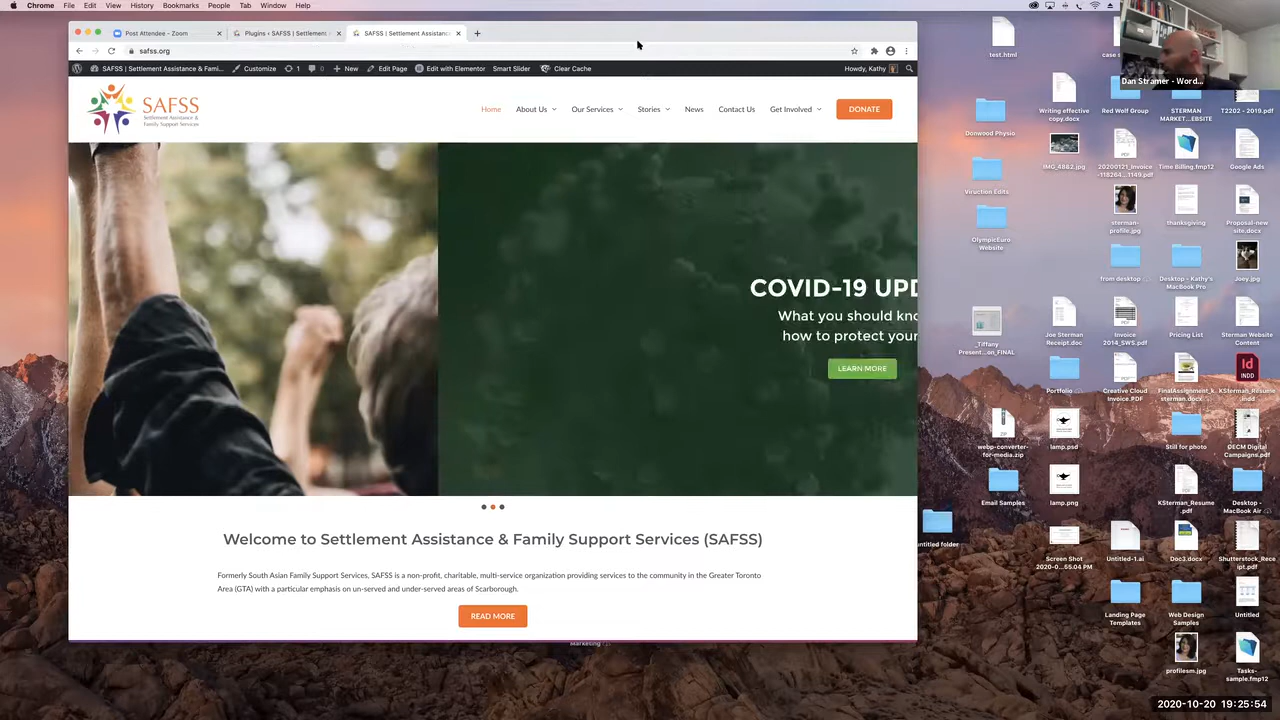 Chrome File Edit View History Bookmarks People Tab Window Help
Post Attendee - Zoom
Plugins ‹ SAFSS | Settlement
SAFSS | Settlement Assistanc
safss.org
SAFSS | Settlement Assistance & Fami...
Customize
1
0
New
Edit Page
Edit with Elementor
Smart Slider
Clear Cache
Howdy, Kathy
Dan Stramer - Word...
SAFSS
Settlement Assistance &
Family Support Services
Home
About Us
Our Services
Stories
News
Contact Us
Get Involved
DONATE
COVID-19 UPD
What you should kno
how to protect your
LEARN MORE
Welcome to Settlement Assistance & Family Support Services (SAFSS)
Formerly South Asian Family Support Services, SAFSS is a non-profit, charitable, multi-service organization providing services to the community in the Greater Toronto
Area (GTA) with a particular emphasis on un-served and under-served areas of Scarborough.
READ MORE
Marketing
test.html
case s
Writing effective
copy.docx
Red Wolf Group
STERMAN
MARKET...EBSITE
T2202 - 2019.pdf
Donwood Physio
IMG_4882.jpg
20200121_Invoice
-118264...1149.pdf
Time Billing.fmp12
Google Ads
Viruction Edits
sterman-
profile.jpg
thanksgiving
Proposal-new
site.docx
OlympicEuro
Website
from desktop
Desktop - Kathy's
MacBook Pro
Joey.jpg
_Tiffany
Present...on_FINAL
Joe Sterman
Receipt.doc
Invoice
2014_SWS.pdf
Pricing List
Sterman Website
Content
Portfolio
Creative Cloud
Invoice.PDF
FinalAssignment_k
sterman.docx
Id
INDD
KSterman_Resume
.indd
ZIP
webp-converter-
for-media.zip
lamp.psd
Still for photo
OECM Digital
Campaigns.pdf
Email Samples
lamp.png
KSterman_Resume
.pdf
Desktop -
MacBook Air
untitled folder
Screen Shot
2020-0...55.04 PM
Untitled-1.ai
Doc3.docx
Shutterstock_Rece
ipt.pdf
Landing Page
Templates
Web Design
Samples
Untitled
profilesm.jpg
Tasks-
sample.fmp12
2020-10-20 19:25:54